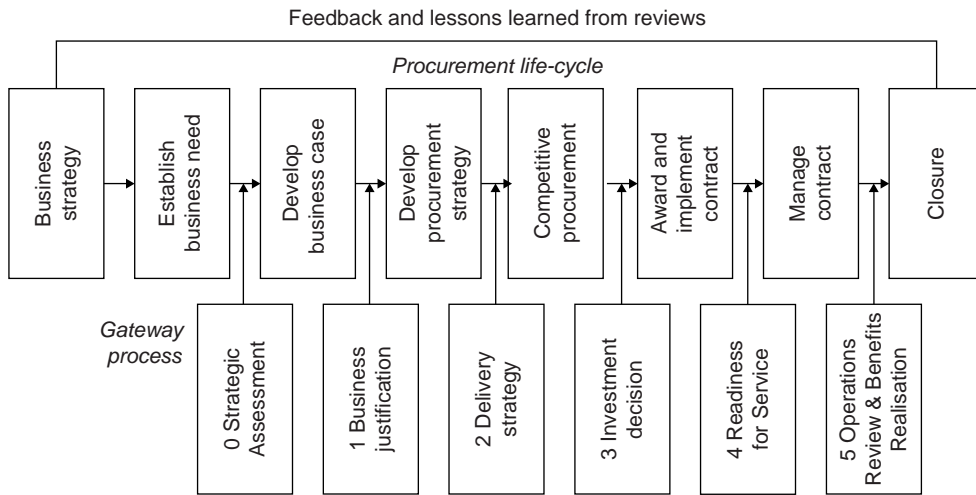 Feedback and lessons learned from reviews
Procurement life-cycle
Business
strategy
Establish
business need
Develop
business case
Develop
procurement
strategy
Competitive
procurement
Award and
implement
contract
Manage
contract
Closure
Gateway
process
0 Strategic
Assessment
1 Business
justification
2 Delivery
strategy
3 Investment
decision
4 Readiness
for Service
5 Operations
Review & Benefits
Realisation